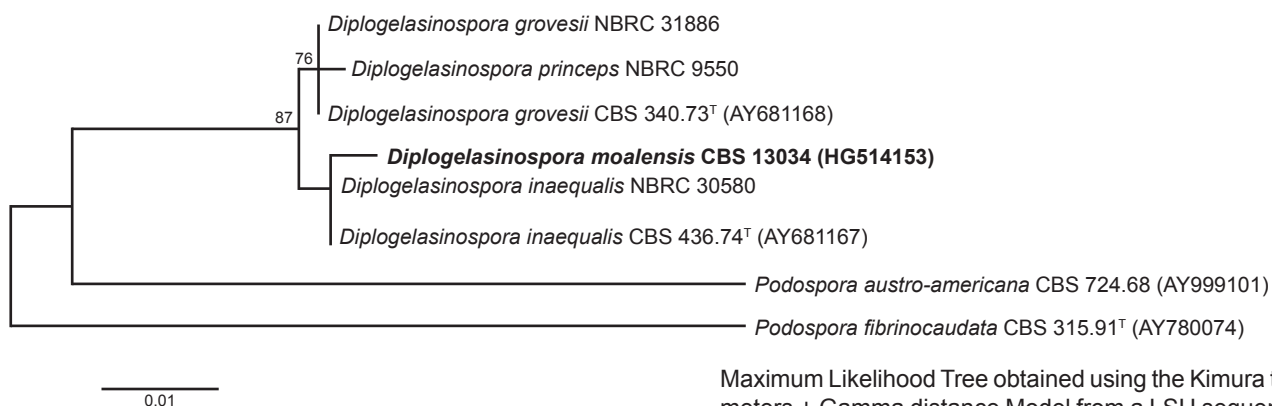 Diplogelasinospora grovesii NBRC 31886
76
Diplogelasinospora princeps NBRC 9550
87
Diplogelasinospora grovesii CBS 340.73ᵀ (AY681168)
Diplogelasinospora moalensis CBS 13034 (HG514153)
Diplogelasinospora inaequalis NBRC 30580
Diplogelasinospora inaequalis CBS 436.74ᵀ (AY681167)
Podospora austro-americana CBS 724.68 (AY999101)
Podospora fibrinocaudata CBS 315.91ᵀ (AY780074)
Maximum Likelihood Tree obtained using the Kimura
0.01
meters + Gamma distance Model from a LSU